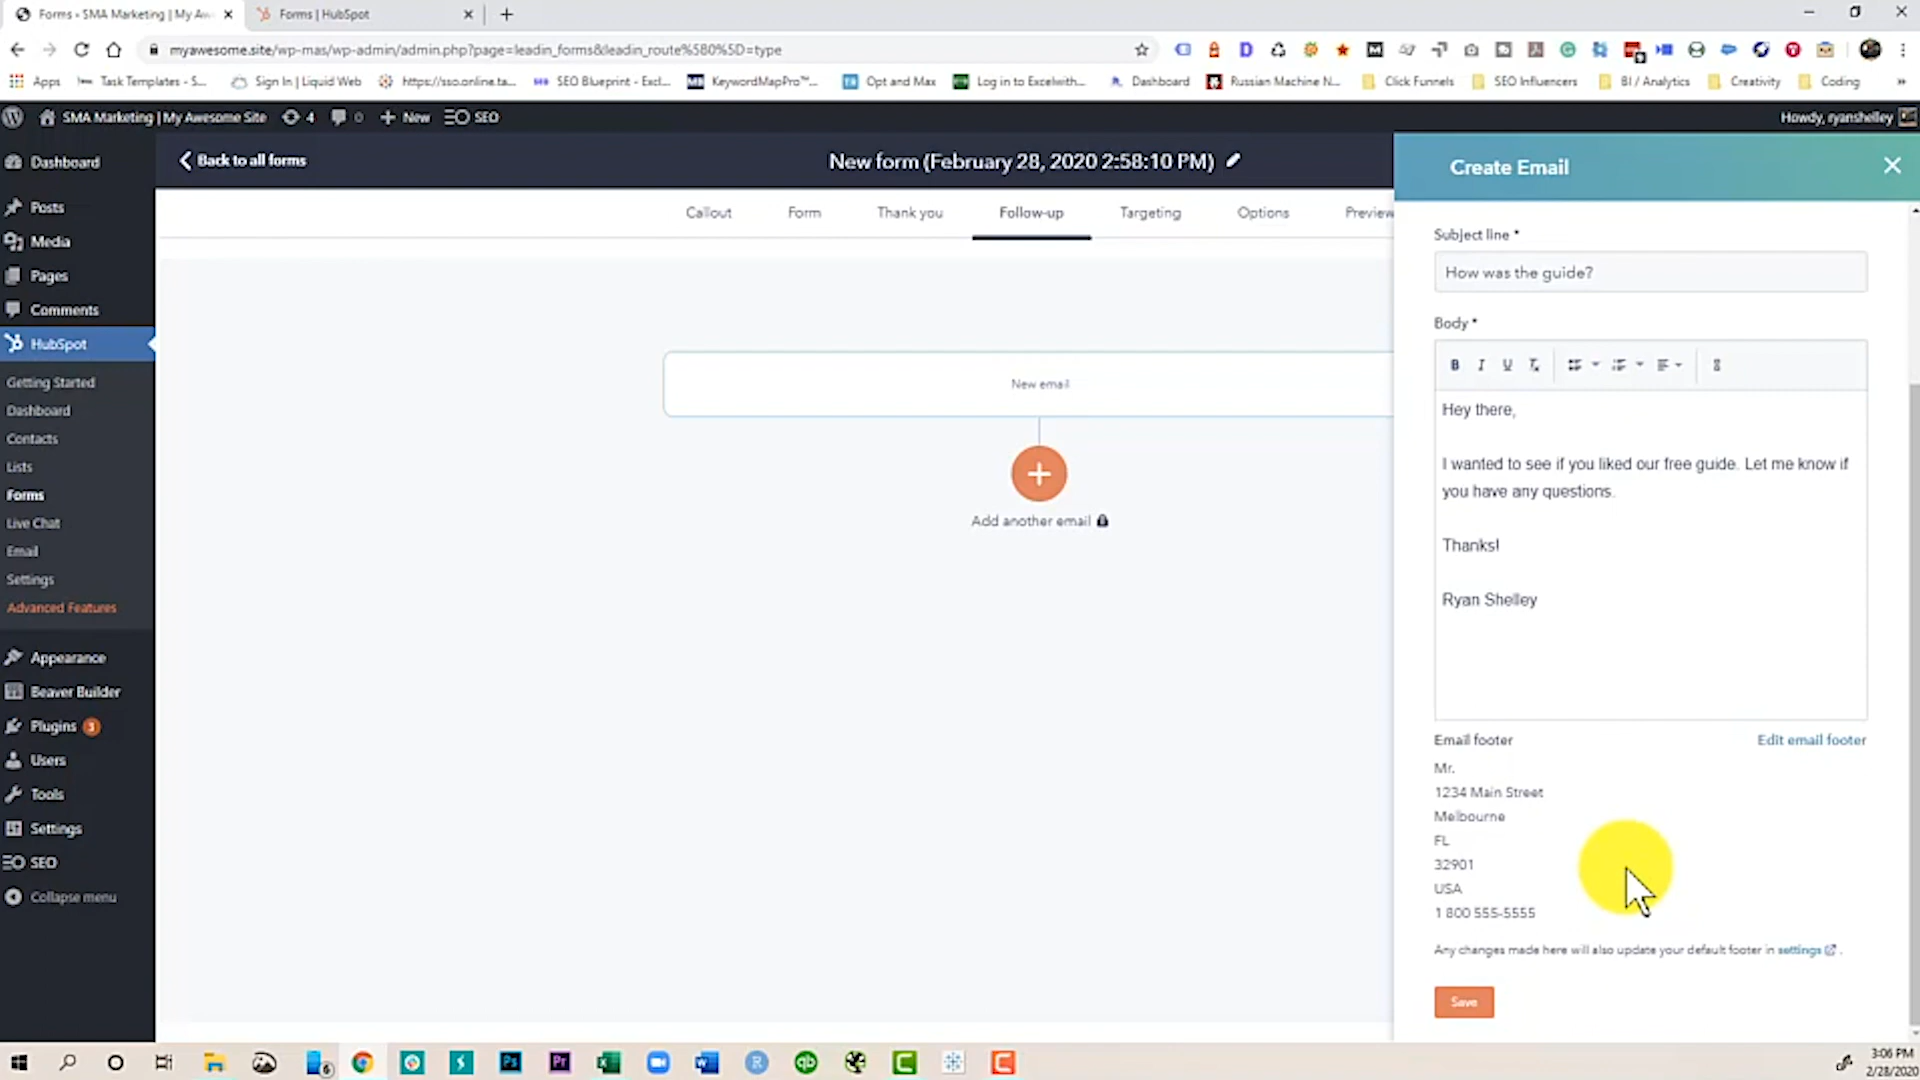 Forms ‹ SMA Marketing | My Aw
Forms | HubSpot
myawesome.site/wp-mas/wp-admin/admin.php?page=leadin_forms&leadin_route%5B0%5D=type
Apps
Task Templates - S...
Sign In | Liquid Web
https://sso.online.ta...
SEO Blueprint - Excl...
KeywordMapPro™...
Opt and Max
Log in to Excelwith...
Dashboard
Russian Machine N...
Click Funnels
SEO Influencers
BI / Analytics
Creativity
Coding
»
SMA Marketing | My Awesome Site
4
0
New
SEO
Howdy, ryanshelley
Dashboard
Posts
Media
Pages
Comments
HubSpot
Getting Started
Dashboard
Contacts
Lists
Forms
Live Chat
Email
Settings
Advanced Features
Appearance
Beaver Builder
Plugins 3
Users
Tools
Settings
SEO
Collapse menu
Back to all forms
New form (February 28, 2020 2:58:10 PM)
Callout
Form
Thank you
Follow-up
Targeting
Options
Preview
New email
Add another email
Create Email
Subject line *
How was the guide?
Body *
B I U
Hey there,
I wanted to see if you liked our free guide. Let me know if
you have any questions.
Thanks!
Ryan Shelley
Email footer
Edit email footer
Mr.
1234 Main Street
Melbourne
FL
32901
USA
1 800 555-5555
Any changes made here will also update your default footer in settings .
Save
3:06 PM
2/28/2020